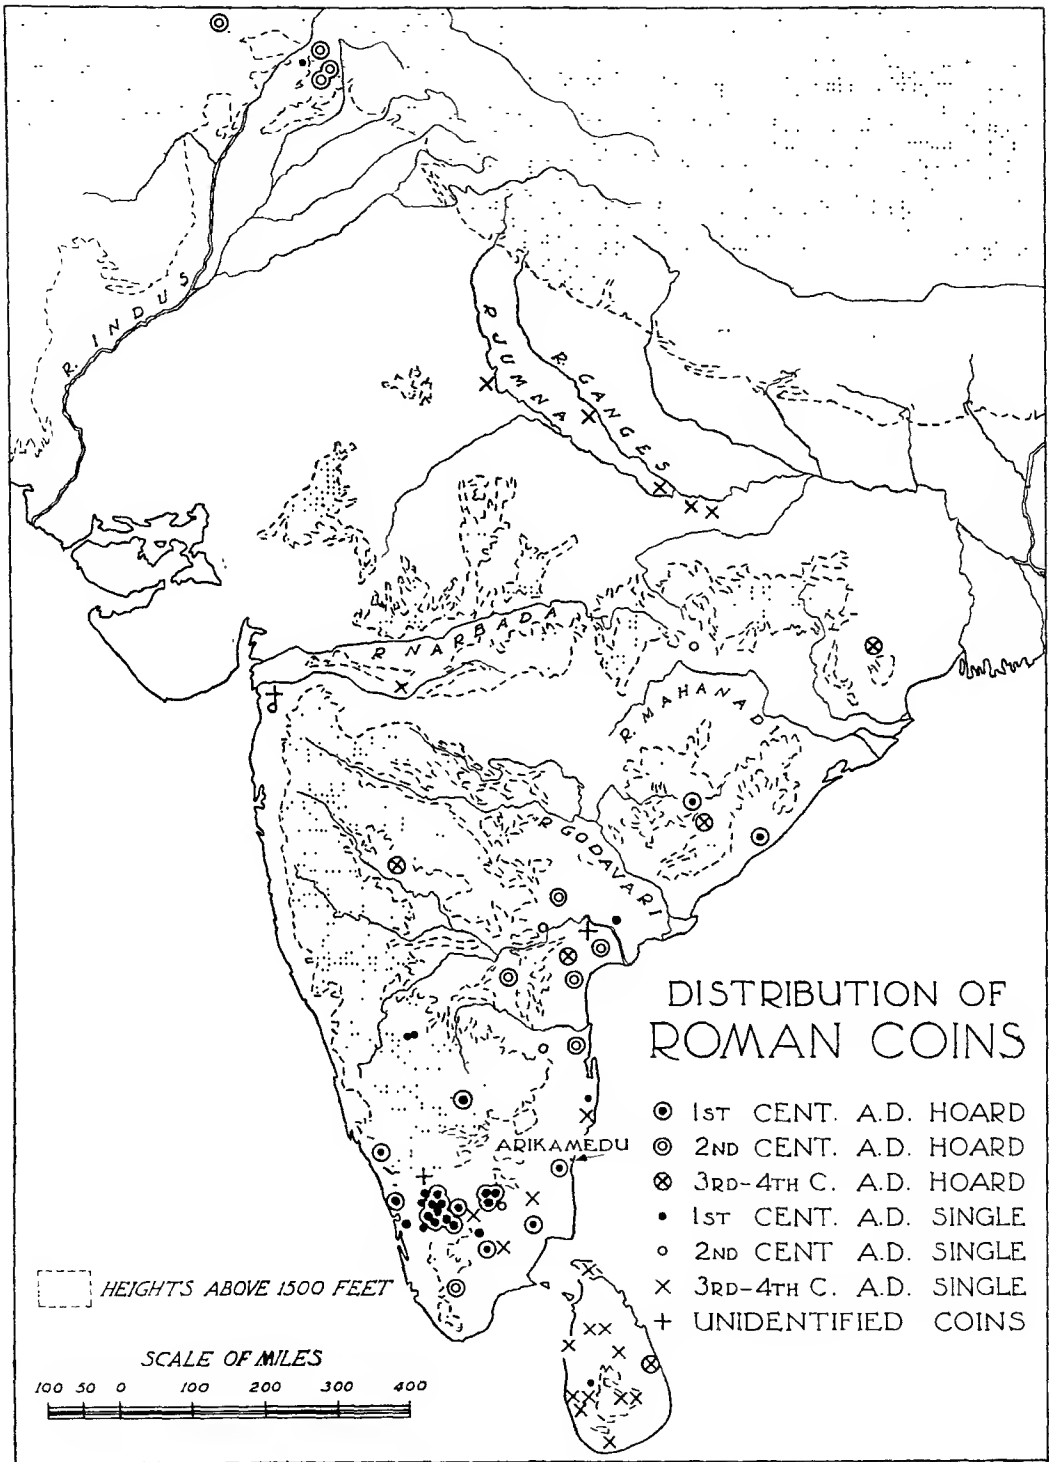 R. INDUS
R JUMNA
R. GANGES
R NARBADA
R. MAHANADI
R GODAVARI
DISTRIBUTION OF
ROMAN COINS
1ST CENT. A.D. HOARD
2ND CENT. A.D. HOARD
3RD-4TH C. A.D. HOARD
1ST CENT. A.D. SINGLE
2ND CENT A.D. SINGLE
3RD-4TH C. A.D. SINGLE
UNIDENTIFIED COINS
ARIKAMEDU
HEIGHTS ABOVE 1500 FEET
SCALE OF MILES
100 50 0 100 200 300 400